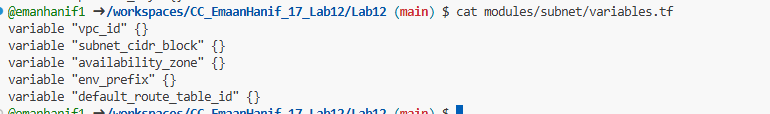 @emanhanif1 ➜/workspaces/CC_EmaanHanif_17_Lab12/Lab12 (main) $ cat modules/subnet/variables.tf
variable "vpc_id" {}
variable "subnet_cidr_block" {}
variable "availability_zone" {}
variable "env_prefix" {}
variable "default_route_table_id" {}
@emanhanif1 ➜/workspaces/CC_EmaanHanif_17_Lab12/Lab12 (main) $